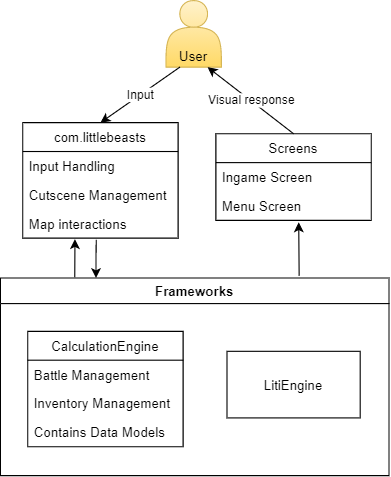 User
Input
Visual response
com.littlebeasts
Input Handling
Cutscene Management
Map interactions
Screens
Ingame Screen
Menu Screen
Frameworks
CalculationEngine
Battle Management
Inventory Management
Contains Data Models
LitiEngine